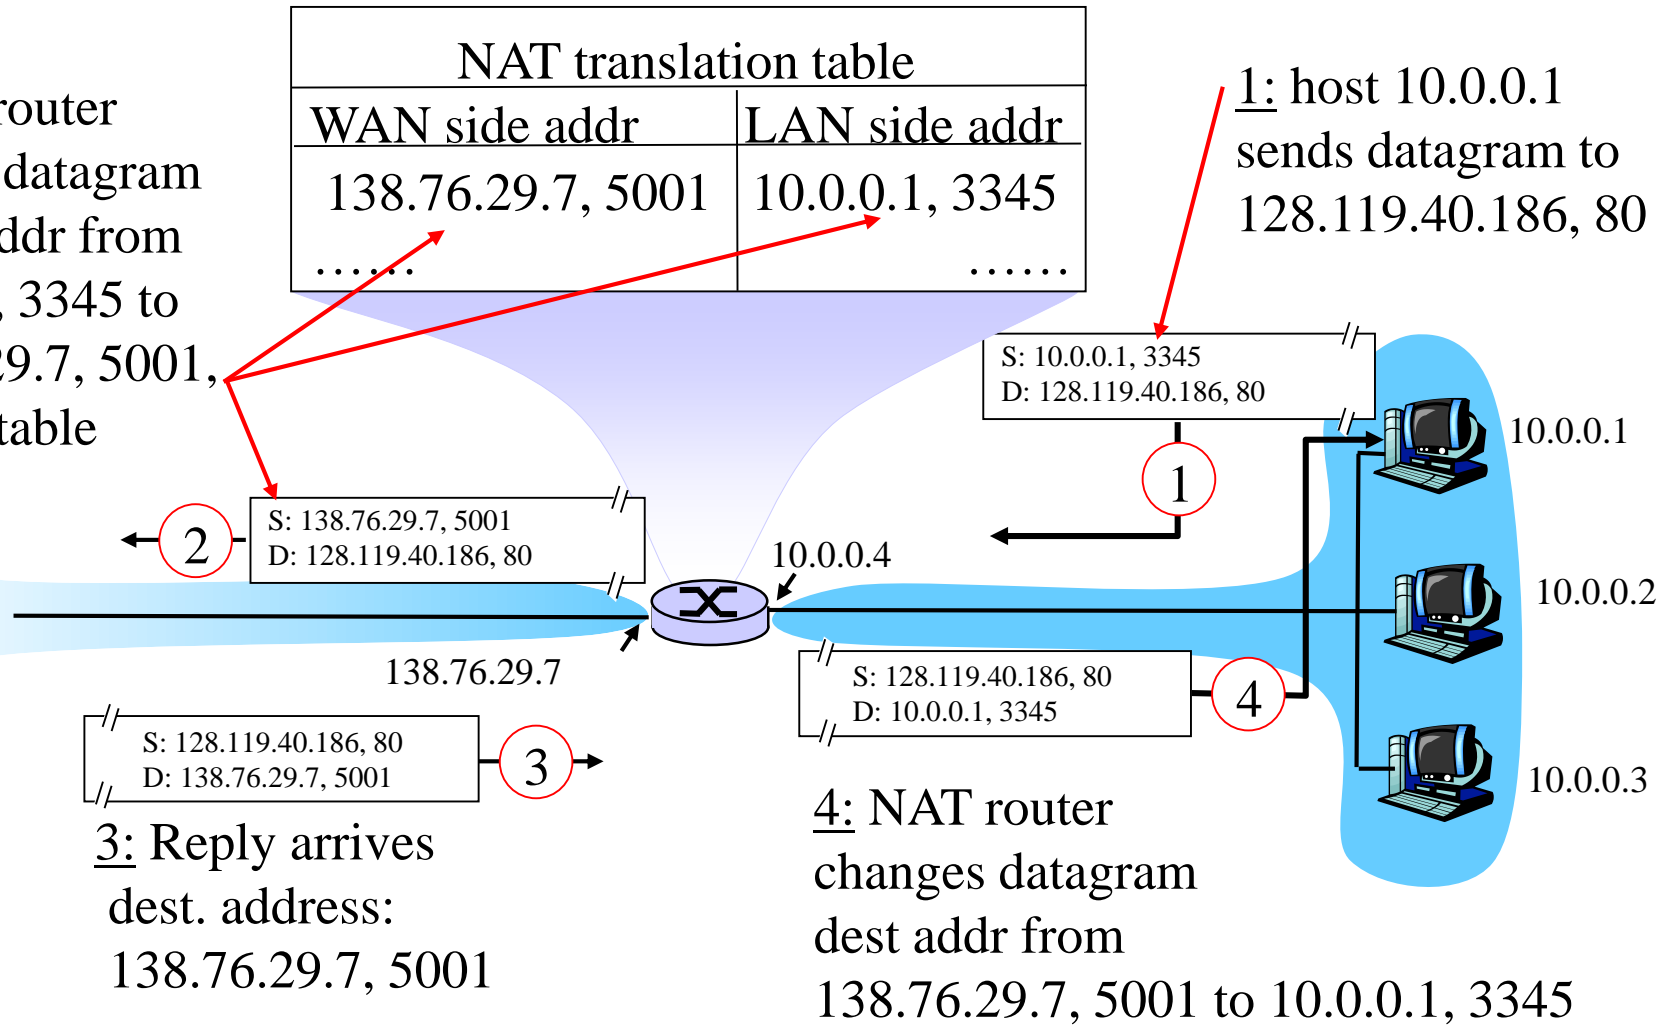 NAT translation table
WAN side addr LAN side addr
138.76.29.7, 5001 10.0.0.1, 3345
...... ......
router
datagram
ddr from
, 3345 to
29.7, 5001,
table
1: host 10.0.0.1
sends datagram to
128.119.40.186, 80
S: 10.0.0.1, 3345
D: 128.119.40.186, 80
1
10.0.0.1
2
S: 138.76.29.7, 5001
D: 128.119.40.186, 80
10.0.0.4
10.0.0.2
138.76.29.7
S: 128.119.40.186, 80
D: 10.0.0.1, 3345
4
S: 128.119.40.186, 80
D: 138.76.29.7, 5001
3
10.0.0.3
3: Reply arrives
dest. address:
138.76.29.7, 5001
4: NAT router
changes datagram
dest addr from
138.76.29.7, 5001 to 10.0.0.1, 3345